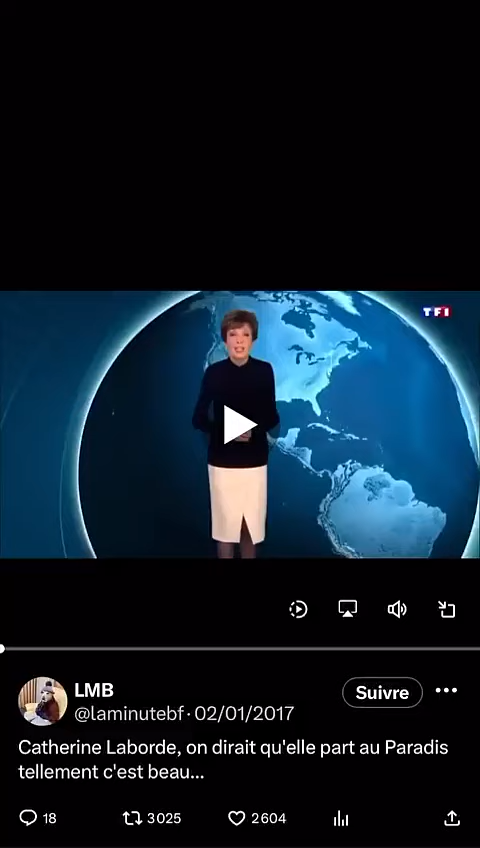 TF1
LMB
Suivre
@laminutebf · 02/01/2017
Catherine Laborde, on dirait qu'elle part au Paradis
tellement c'est beau...
18
3025
2604